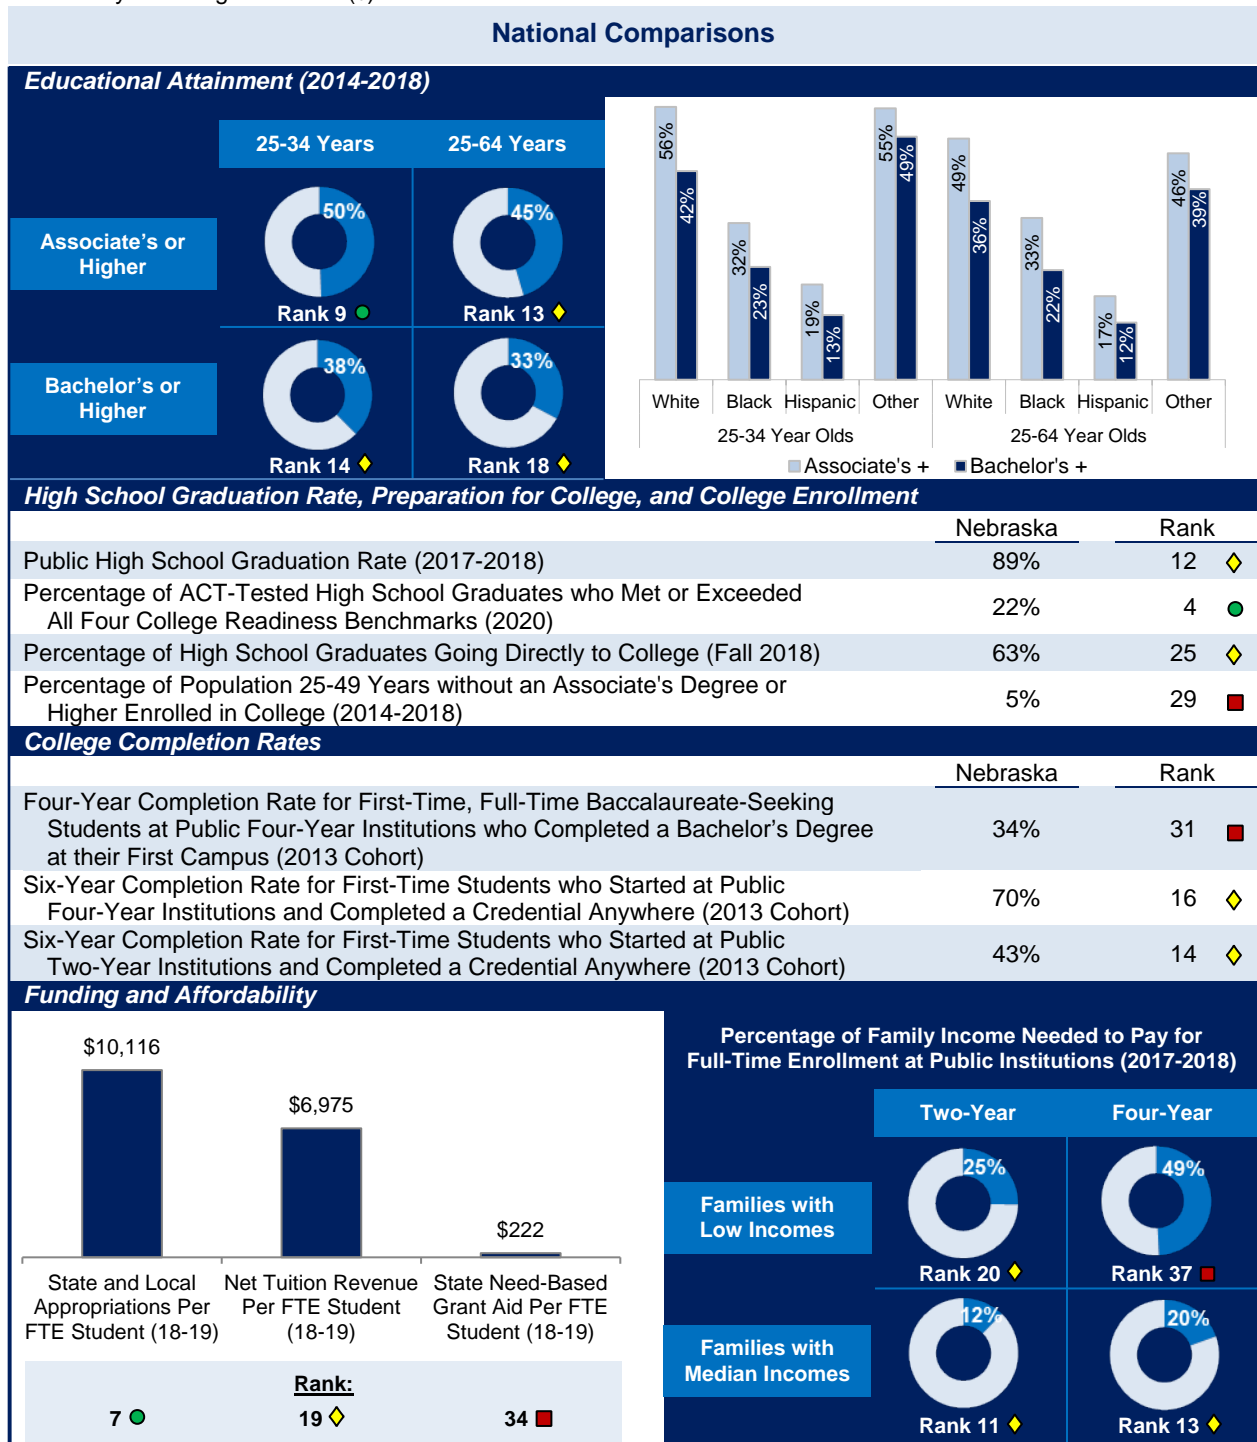 National Comparisons
Educational Attainment (2014-2018)
25-34 Years 25-64 Years
Associate's or
Higher
50%
Rank 9
45%
Rank 13
Bachelor's or
Higher
38%
Rank 14
33%
Rank 18
56% 42% 32% 23% 19% 13% 55% 49% 49% 36% 33% 22% 17% 12% 46% 39%
White Black Hispanic Other White Black Hispanic Other
25-34 Year Olds 25-64 Year Olds
Associate's + Bachelor's +
High School Graduation Rate, Preparation for College, and College Enrollment
Nebraska Rank
Public High School Graduation Rate (2017-2018) 89% 12
Percentage of ACT-Tested High School Graduates who Met or Exceeded
All Four College Readiness Benchmarks (2020) 22% 4
Percentage of High School Graduates Going Directly to College (Fall 2018) 63% 25
Percentage of Population 25-49 Years without an Associate's Degree or
Higher Enrolled in College (2014-2018) 5% 29
College Completion Rates
Nebraska Rank
Four-Year Completion Rate for First-Time, Full-Time Baccalaureate-Seeking
Students at Public Four-Year Institutions who Completed a Bachelor's Degree 34% 31
at their First Campus (2013 Cohort)
Six-Year Completion Rate for First-Time Students who Started at Public
Four-Year Institutions and Completed a Credential Anywhere (2013 Cohort) 70% 16
Six-Year Completion Rate for First-Time Students who Started at Public
Two-Year Institutions and Completed a Credential Anywhere (2013 Cohort) 43% 14
Funding and Affordability
$10,116
$6,975
$222
State and Local Net Tuition Revenue State Need-Based
Appropriations Per Per FTE Student Grant Aid Per FTE
FTE Student (18-19) (18-19) Student (18-19)
Rank:
7 19 34
Percentage of Family Income Needed to Pay for
Full-Time Enrollment at Public Institutions (2017-2018)
Two-Year Four-Year
Families with
Low Incomes
25%
Rank 20
49%
Rank 37
Families with
Median Incomes
12%
Rank 11
20%
Rank 13